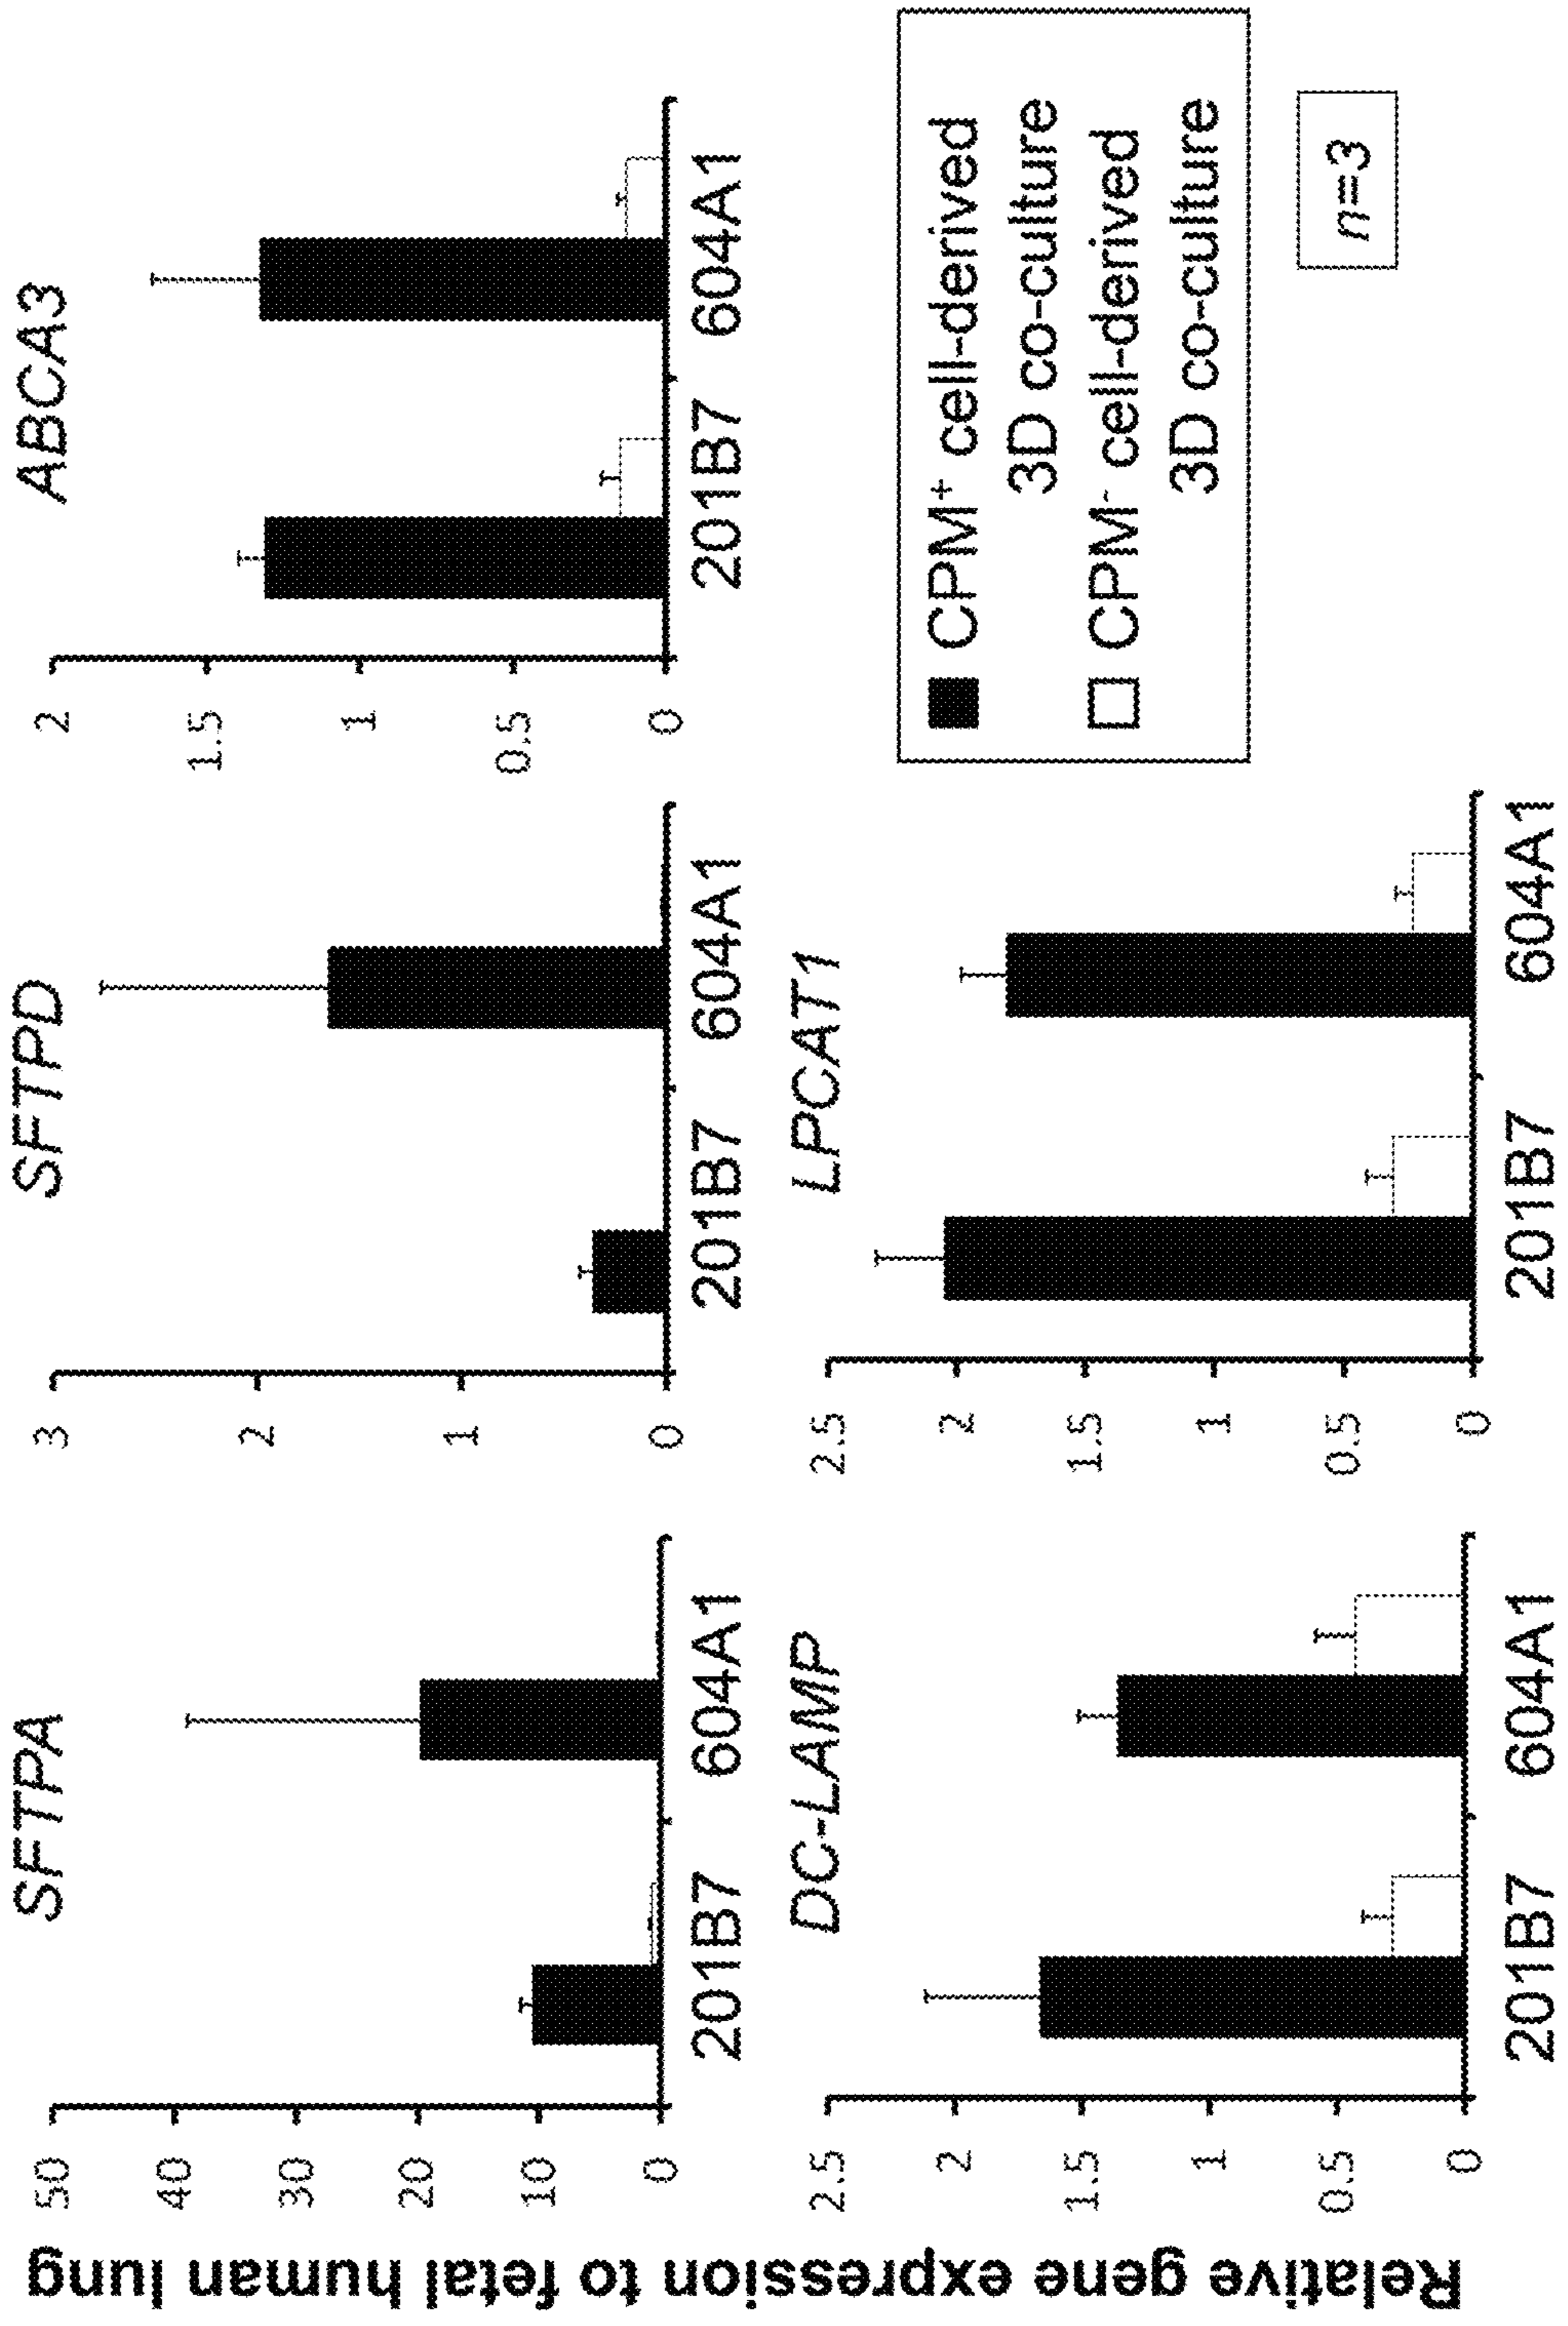 Relative gene expression to fetal human lung
SFTPA
50
40
30
20
10
0
201B7 604A1
SFTPD
3
2
1
0
201B7 604A1
ABCA3
2
1.5
1
0.5
0
201B7 604A1
DC-LAMP
2.5
2
1.5
1
0.5
0
201B7 604A1
LPCAT1
2.5
2
1.5
1
0.5
0
201B7 604A1
CPM⁺ cell-derived
3D co-culture
CPM⁻ cell-derived
3D co-culture
n=3